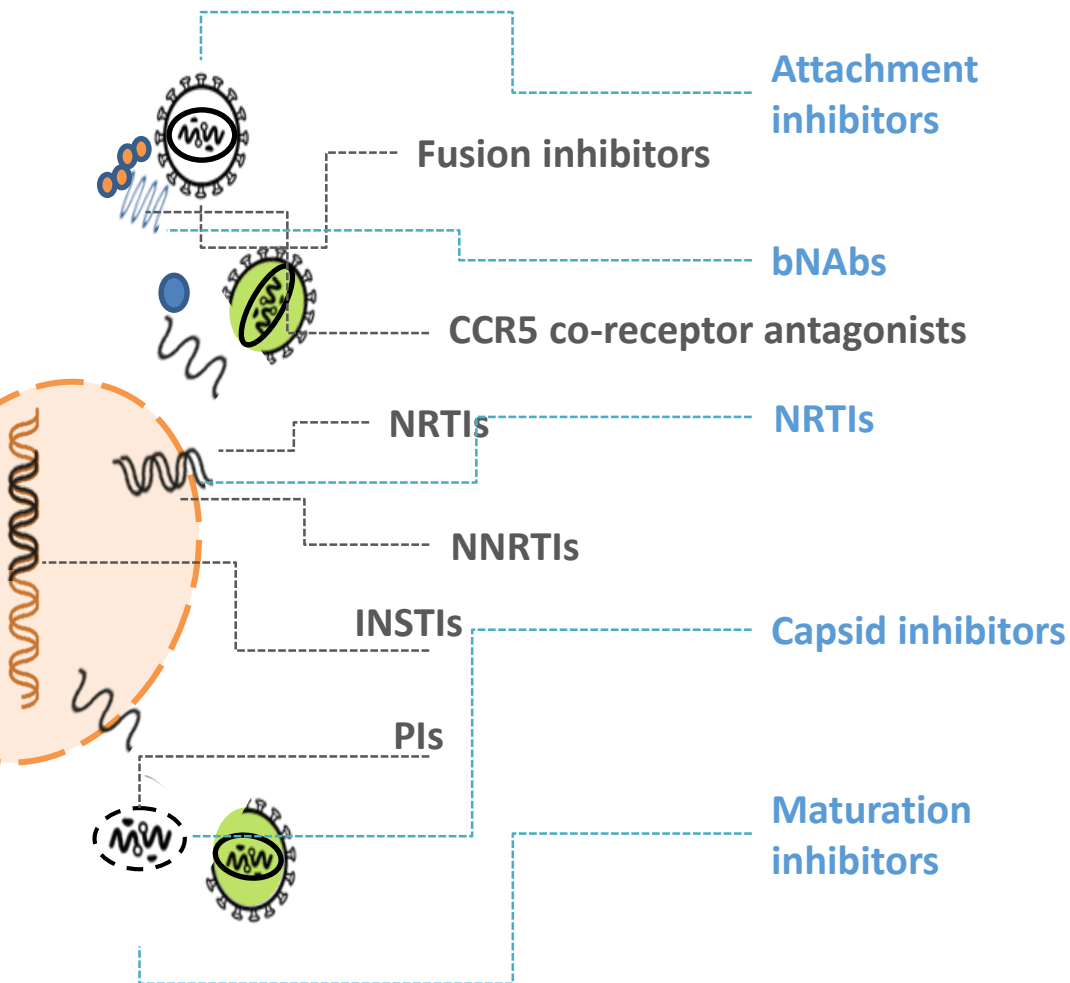 Attachment
inhibitors
Fusion inhibitors
bNAbs
CCR5 co-receptor antagonists
NRTIs
NRTIs
NNRTIs
INSTIs
Capsid inhibitors
PIs
Maturation
inhibitors